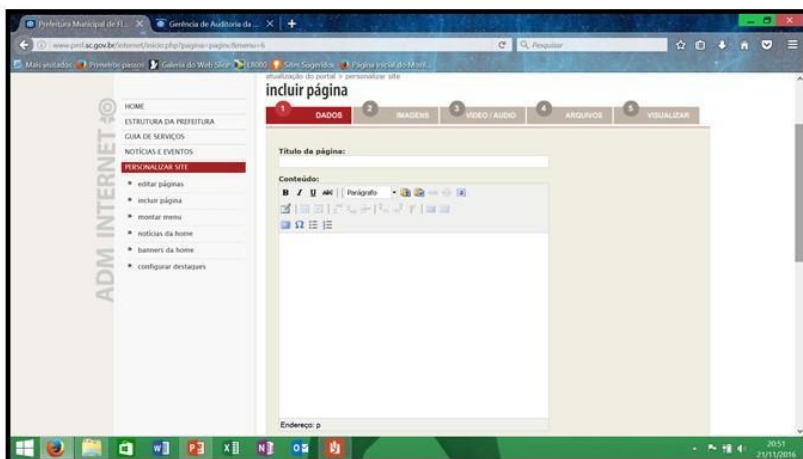 Prefeitura Municipal de Fl...
Gerência de Auditoria da ...
www.pmf.sc.gov.br/internet/inicio.php?pagina=paginc&menu=6
Pesquisar
Mais visitados
Primeiros passos
Galeria do Web Slice
Sites Sugeridos
Página inicial do Mozil...
atualização do portal > personalizar site
incluir página
1 DADOS
2 IMAGENS
3 VÍDEO / AUDIO
4 ARQUIVOS
5 VISUALIZAR
ADM INTERNET
HOME
ESTRUTURA DA PREFEITURA
GUIA DE SERVIÇOS
NOTÍCIAS E EVENTOS
PERSONALIZAR SITE
editar páginas
incluir página
montar menu
notícias da home
banners da home
configurar destaques
Título da página:
Conteúdo:
B I U ABC Parágrafo
Endereço: p
20:51
21/11/2016